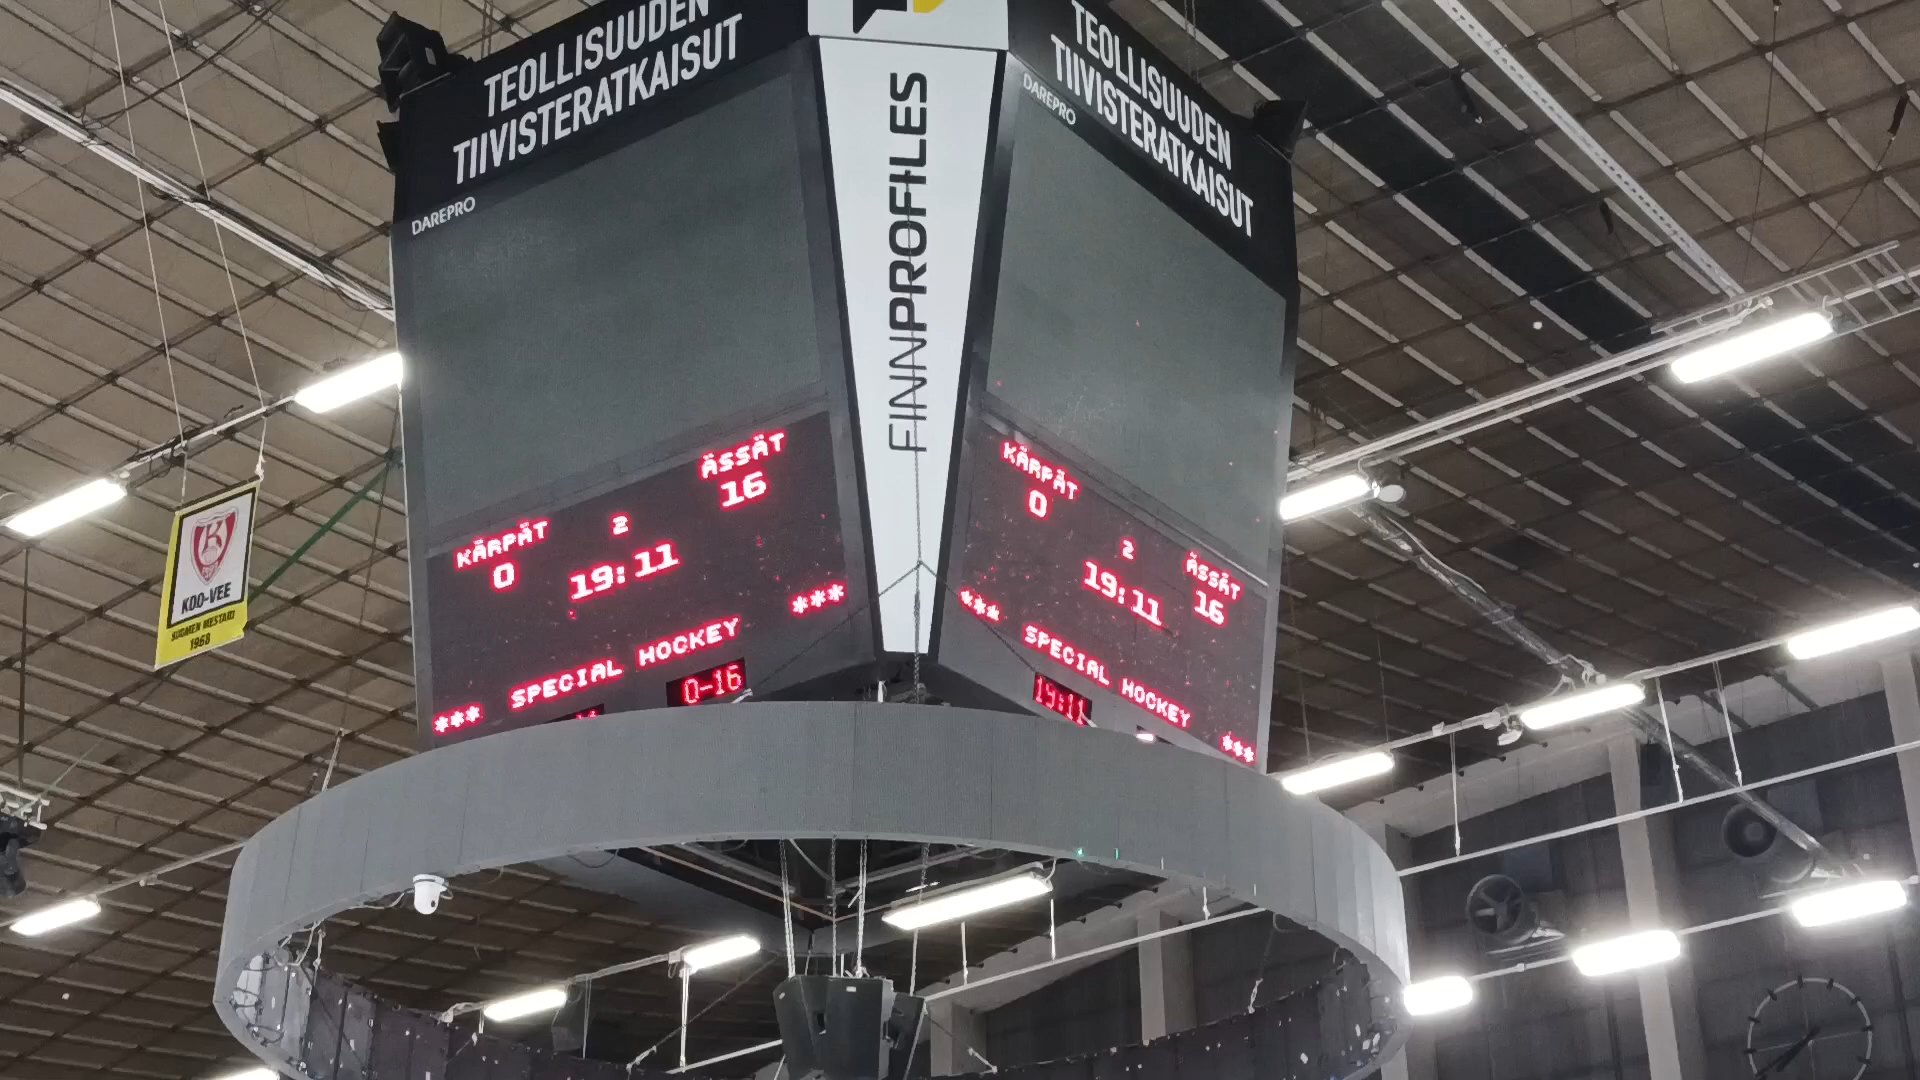 TEOLLISUUDEN
TIIVISTERATKAISUT
DAREPRO
FINNPROFILES
TEOLLISUUDEN
TIIVISTERATKAISUT
DAREPRO
KÄRPÄT 2 ÄSSÄT
0 19:11 16
*** SPECIAL HOCKEY ***
0-16
KÄRPÄT 2 ÄSSÄT
0 19:11 16
*** SPECIAL HOCKEY ***
19:11
KOO-VEE
SUOMEN MESTARI
1968